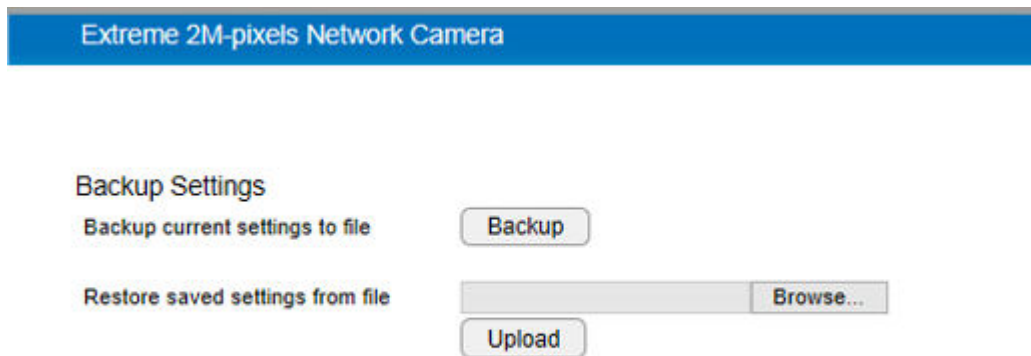 Extreme 2M-pixels Network Camera
Backup Settings
Backup current settings to file Backup
Restore saved settings from file Browse...
Upload